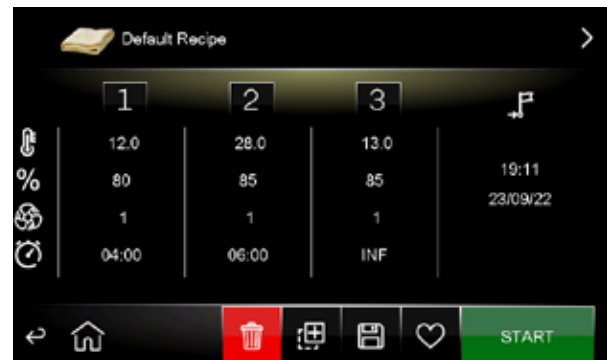 Default Recipe
1 2 3
12.0 28.0 13.0
% 80 85 85
19:11
23/09/22
1 1 1
04:00 06:00 INF
START